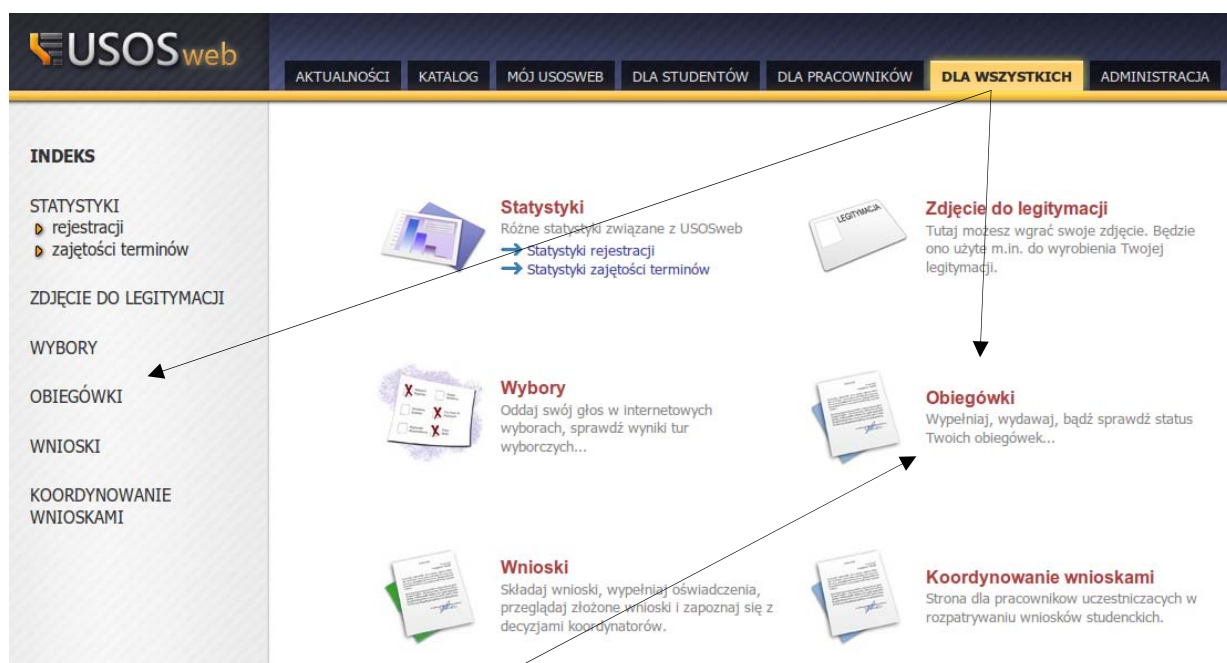 USOSweb
AKTUALNOŚCI KATALOG MÓJ USOSWEB DLA STUDENTÓW DLA PRACOWNIKÓW DLA WSZYSTKICH ADMINISTRACJA
INDEKS
STATYSTYKI
rejestracji
zajętości terminów
ZDJĘCIE DO LEGITYMACJI
WYBORY
OBIEGÓWKI
WNIOSKI
KOORDYNOWANIE
WNIOSKAMI
Statystyki
Różne statystyki związane z USOSweb
Statystyki rejestracji
Statystyki zajętości terminów
LEGITYMACJA
Zdjęcie do legitymacji
Tutaj możesz wgrać swoje zdjęcie. Będzie
ono użyte m.in. do wyrobienia Twojej
legitymacji.
Wybory
Oddaj swój głos w internetowych
wyborach, sprawdź wyniki tur
wyborczych...
Obiegówki
Wypełniaj, wydawaj, bądź sprawdź status
Twoich obiegówek...
Wnioski
Składaj wnioski, wypełniaj oświadczenia,
przeglądaj złożone wnioski i zapoznaj się z
decyzjami koordynatorów.
Koordynowanie wnioskami
Strona dla pracownikow uczestniczacych w
rozpatrywaniu wniosków studenckich.